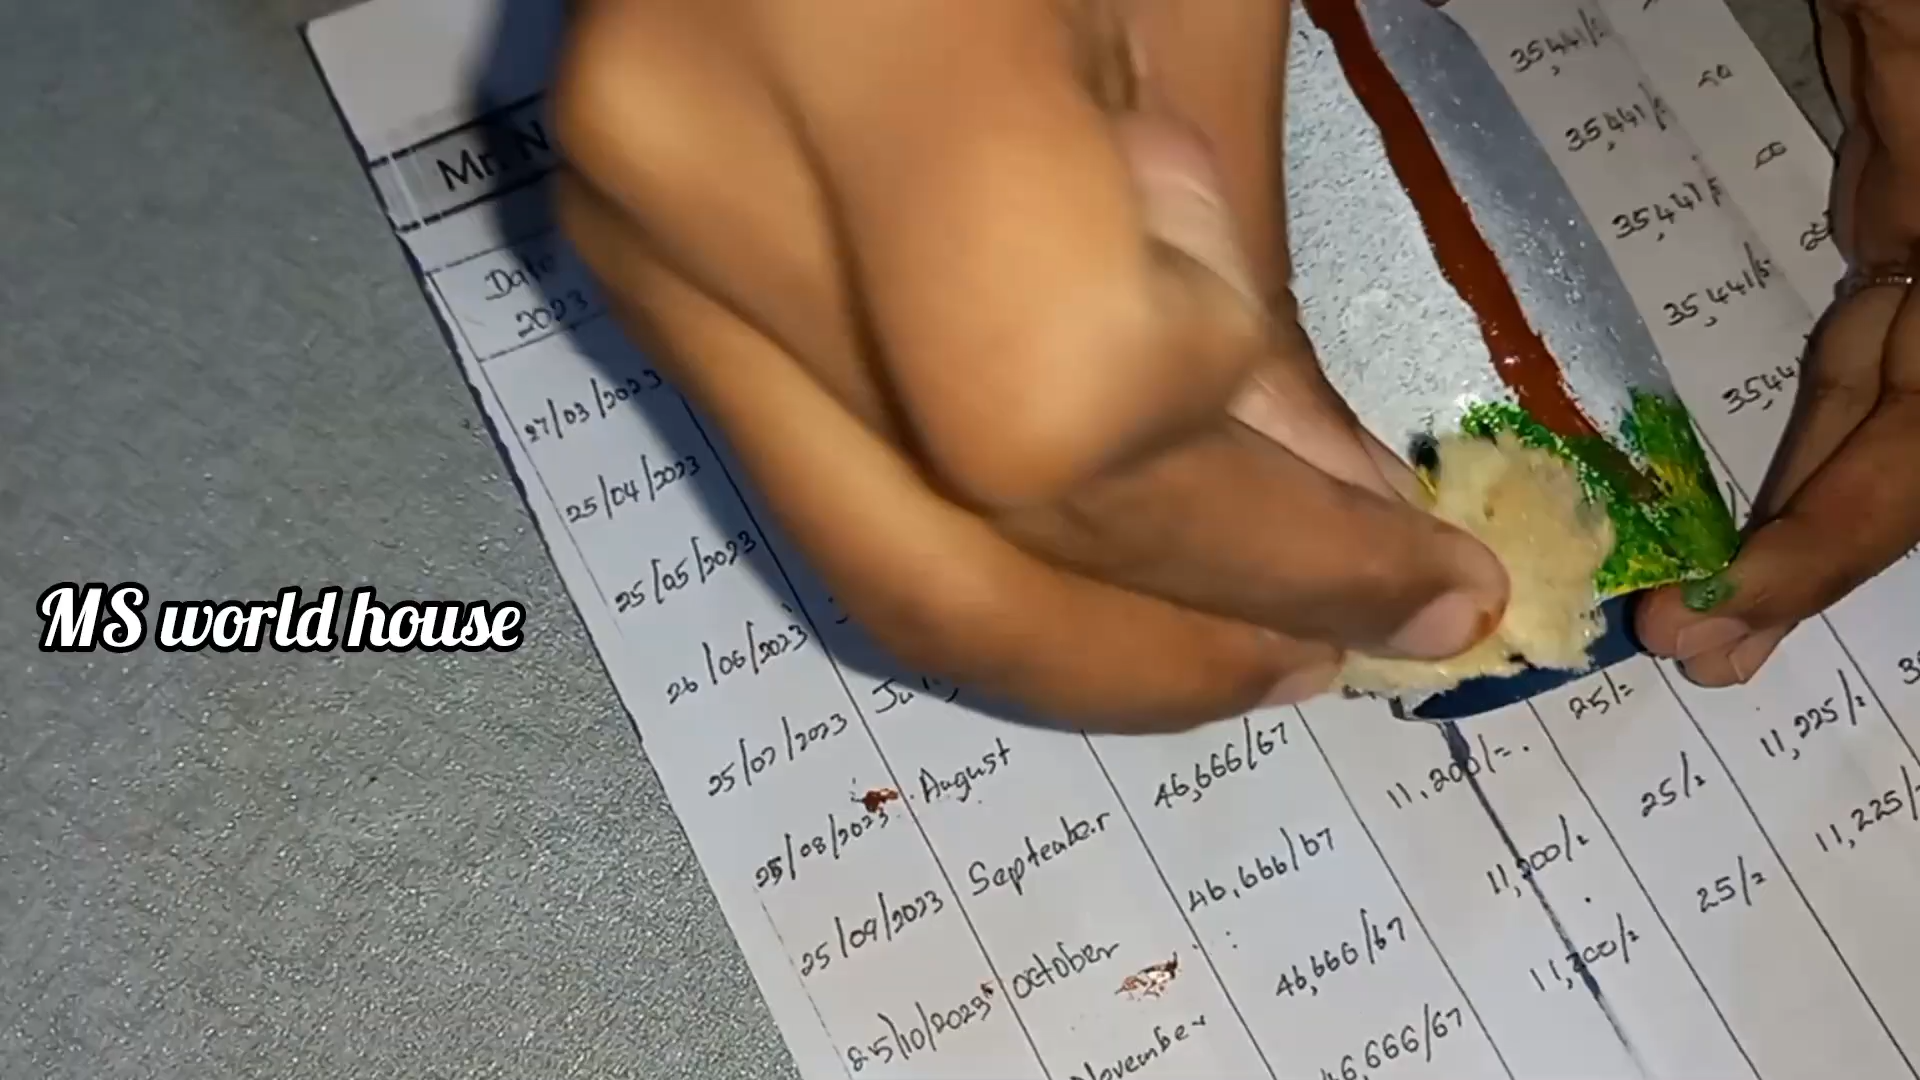 35,441/=
35,441/=
Mr. N
35,441/=
Date
2023
35,441/=
27/03/2023
35,44
25/04/2023
25/05/2023
MS world house
26/06/2023
25/07/2023 July 25/= 11,225/=
25/08/2023 August 46,666/67 11,200/= 25/= 11,225/=
25/09/2023 September 46,666/67 11,200/= 25/=
25/10/2023 October 46,666/67 11,200/=
November 46,666/67